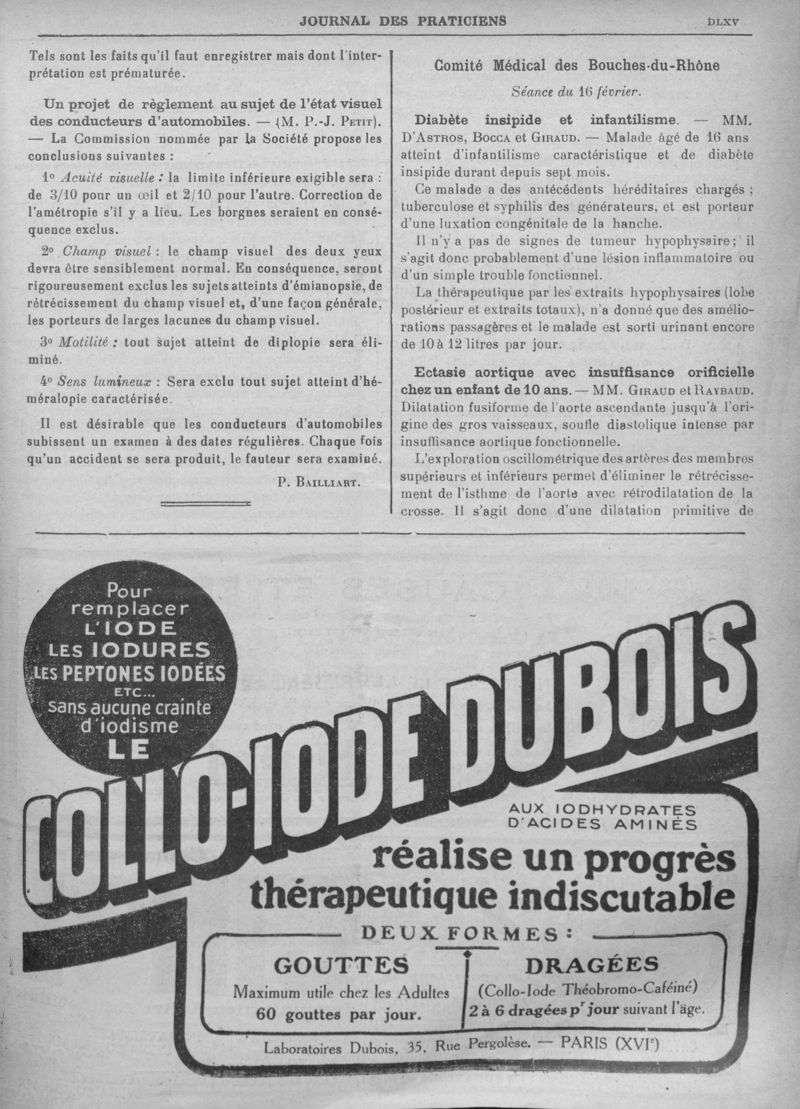 JOURNAL DES PRATICIENS
DLXV
Tels sont les faits qu'il faut enregistrer mais dont l'inter-
prétation est prématurée.
Un projet de règlement au sujet de l'état visuel
des conducteurs d'automobiles. — (M. P.-J. PETIT).
— La Commission nommée par la Société propose les
conclusions suivantes :
1º Acuité visuelle : la limite inférieure exigible sera :
de 3/10 pour un œil et 2/10 pour l'autre. Correction de
l'amétropie s'il y a lieu. Les borgnes seraient en consé-
quence exclus.
2º Champ visuel : le champ visuel des deux yeux
devra être sensiblement normal. En conséquence, seront
rigoureusement exclus les sujets atteints d'émianopsie, de
rétrécissement du champ visuel et, d'une façon générale,
les porteurs de larges lacunes du champ visuel.
3º Motilité : tout sujet atteint de diplopie sera éli-
miné.
4º Sens lumineux : Sera exclu tout sujet atteint d'hé-
méralopie caractérisée.
Il est désirable que les conducteurs d'automobiles
subissent un examen à des dates régulières. Chaque fois
qu'un accident se sera produit, le fauteur sera examiné.
P. BAILLIART.
Comité Médical des Bouches-du-Rhône
Séance du 16 février.
Diabète insipide et infantilisme. — MM.
D'ASTROS, BOCCA et GIRAUD. — Malade âgé de 16 ans
atteint d'infantilisme caractéristique et de diabète
insipide durant depuis sept mois.
Ce malade a des antécédents héréditaires chargés ;
tuberculose et syphilis des générateurs, et est porteur
d'une luxation congénitale de la hanche.
Il n'y a pas de signes de tumeur hypophysaire ; il
s'agit donc probablement d'une lésion inflammatoire ou
d'un simple trouble fonctionnel.
La thérapeutique par les extraits hypophysaires (lobe
postérieur et extraits totaux), n'a donné que des amélio-
rations passagères et le malade est sorti urinant encore
de 10 à 12 litres par jour.
Ectasie aortique avec insuffisance orificielle
chez un enfant de 10 ans. — MM. GIRAUD et RAYBAUD.
Dilatation fusiforme de l'aorte ascendante jusqu'à l'ori-
gine des gros vaisseaux, soufle diastolique intense par
insuffisance aortique fonctionnelle.
L'exploration oscillométrique des artères des membres
supérieurs et inférieurs permet d'éliminer le rétrécisse-
ment de l'isthme de l'aorte avec rétrodilatation de la
crosse. Il s'agit donc d'une dilatation primitive de
Pour
remplacer
L'IODE
LES IODURES
LES PEPTONES IODÉES
ETC...
sans aucune crainte
d'iodisme
LE
COLLO-IODE DUBOIS
AUX IODHYDRATES
D'ACIDES AMINÉS
réalise un progrès
thérapeutique indiscutable
DEUX FORMES :
GOUTTES
Maximum utile chez les Adultes
60 gouttes par jour.
DRAGÉES
(Collo-Iode Théobromo-Caféiné)
2 à 6 dragées pr jour suivant l'âge.
Laboratoires Dubois, 35, Rue Pergolèse. — PARIS (XVIe)